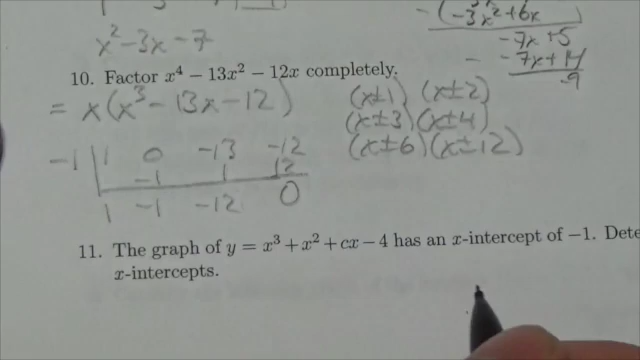 - (-3x² + 6x
-7x + 5
x² - 3x - 7
- -7x + 14
-9
10. Factor x⁴ − 13x² − 12x completely.
= x(x³ - 13x - 12)
(x±1) (x±2)
(x±3)(x±4)
(x±6)(x±12)
-1 | 1 0 -13 -12
-1 1 12
1 -1 -12 0
11. The graph of y = x³ + x² + cx − 4 has an x-intercept of −1. Dete
x-intercepts.